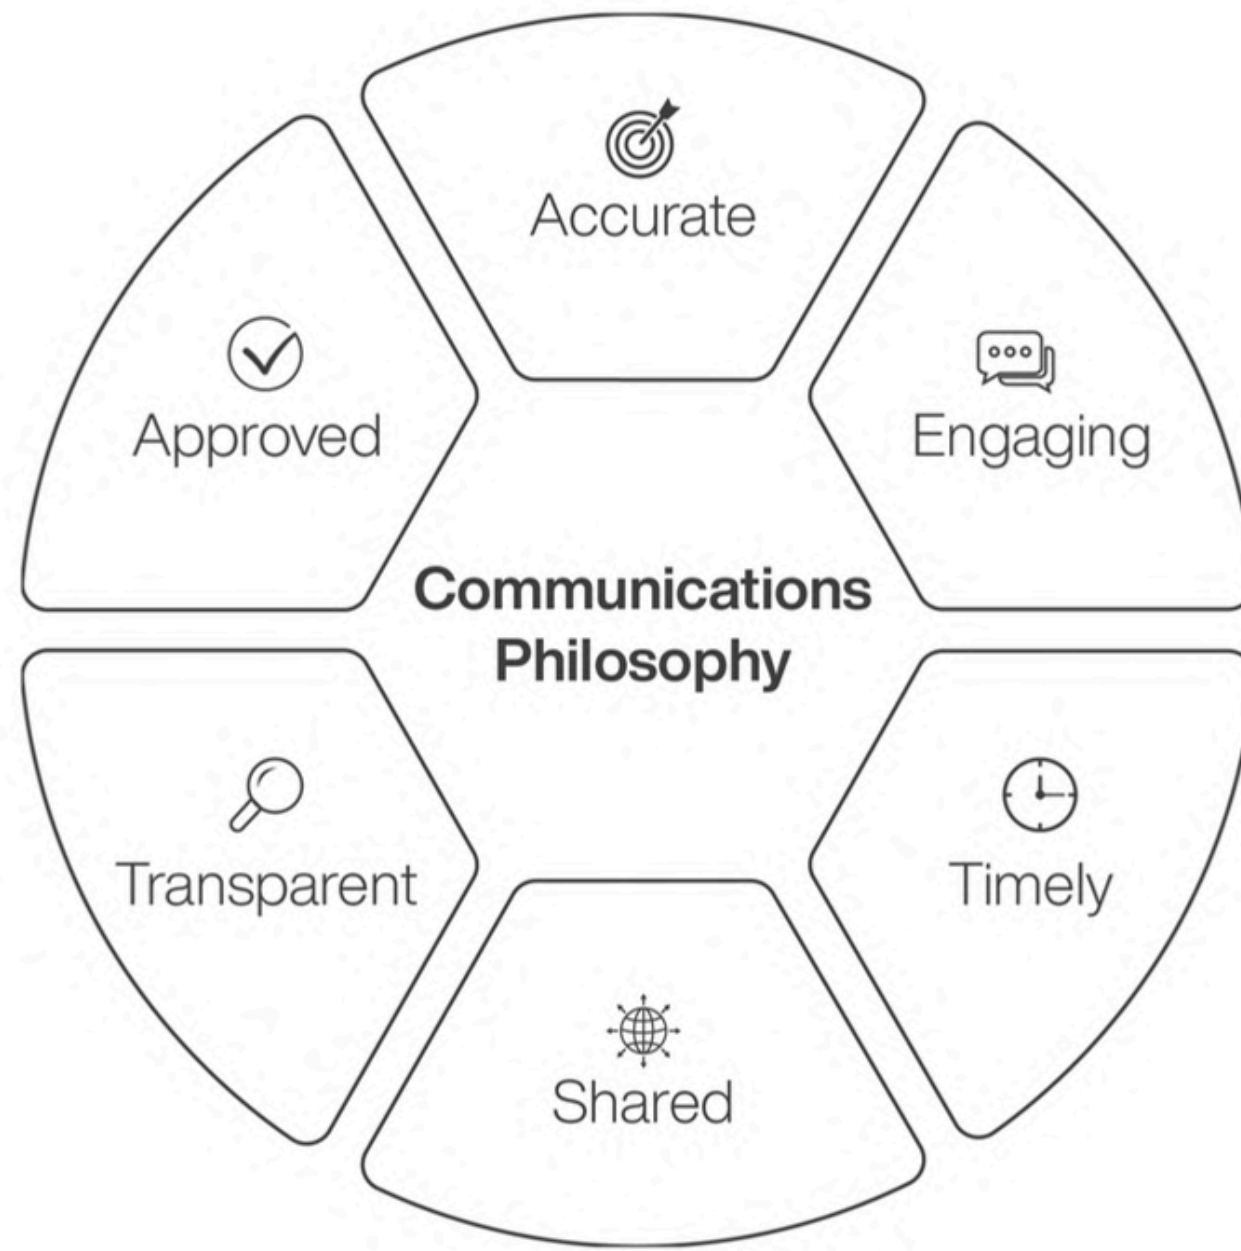 Accurate
Engaging
Approved
Communications
Philosophy
Transparent
Timely
Shared